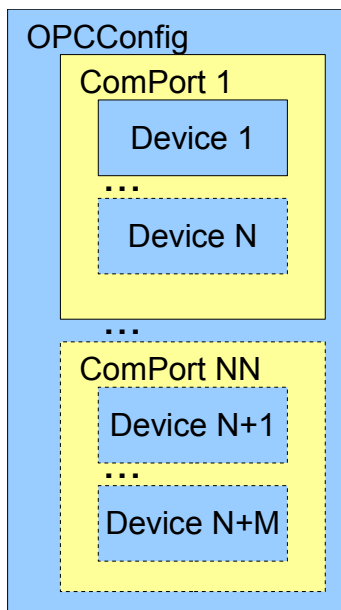 OPCConfig
ComPort 1
Device 1
...
Device N
...
ComPort NN
Device N+1
...
Device N+M